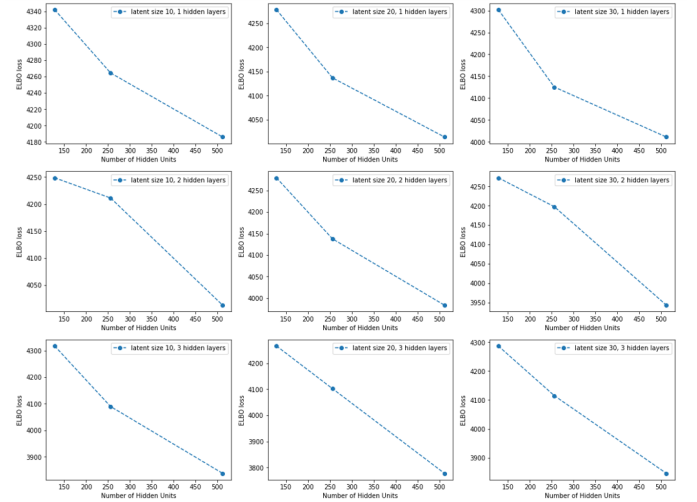 latent size 10, 1 hidden layers
4340
4320
4300
4280
4260
4240
4220
4200
4180
ELBO loss
150 200 250 300 350 400 450 500
Number of Hidden Units
latent size 20, 1 hidden layers
4250
4200
4150
4100
4050
ELBO loss
150 200 250 300 350 400 450 500
Number of Hidden Units
latent size 30, 1 hidden layers
4300
4250
4200
4150
4100
4050
4000
ELBO loss
150 200 250 300 350 400 450 500
Number of Hidden Units
latent size 10, 2 hidden layers
4250
4200
4150
4100
4050
ELBO loss
150 200 250 300 350 400 450 500
Number of Hidden Units
latent size 20, 2 hidden layers
4250
4200
4150
4100
4050
4000
ELBO loss
150 200 250 300 350 400 450 500
Number of Hidden Units
latent size 30, 2 hidden layers
4250
4200
4150
4100
4050
4000
3950
ELBO loss
150 200 250 300 350 400 450 500
Number of Hidden Units
latent size 10, 3 hidden layers
4300
4200
4100
4000
3900
ELBO loss
150 200 250 300 350 400 450 500
Number of Hidden Units
latent size 20, 3 hidden layers
4200
4100
4000
3900
3800
ELBO loss
150 200 250 300 350 400 450 500
Number of Hidden Units
latent size 30, 3 hidden layers
4300
4200
4100
4000
3900
ELBO loss
150 200 250 300 350 400 450 500
Number of Hidden Units